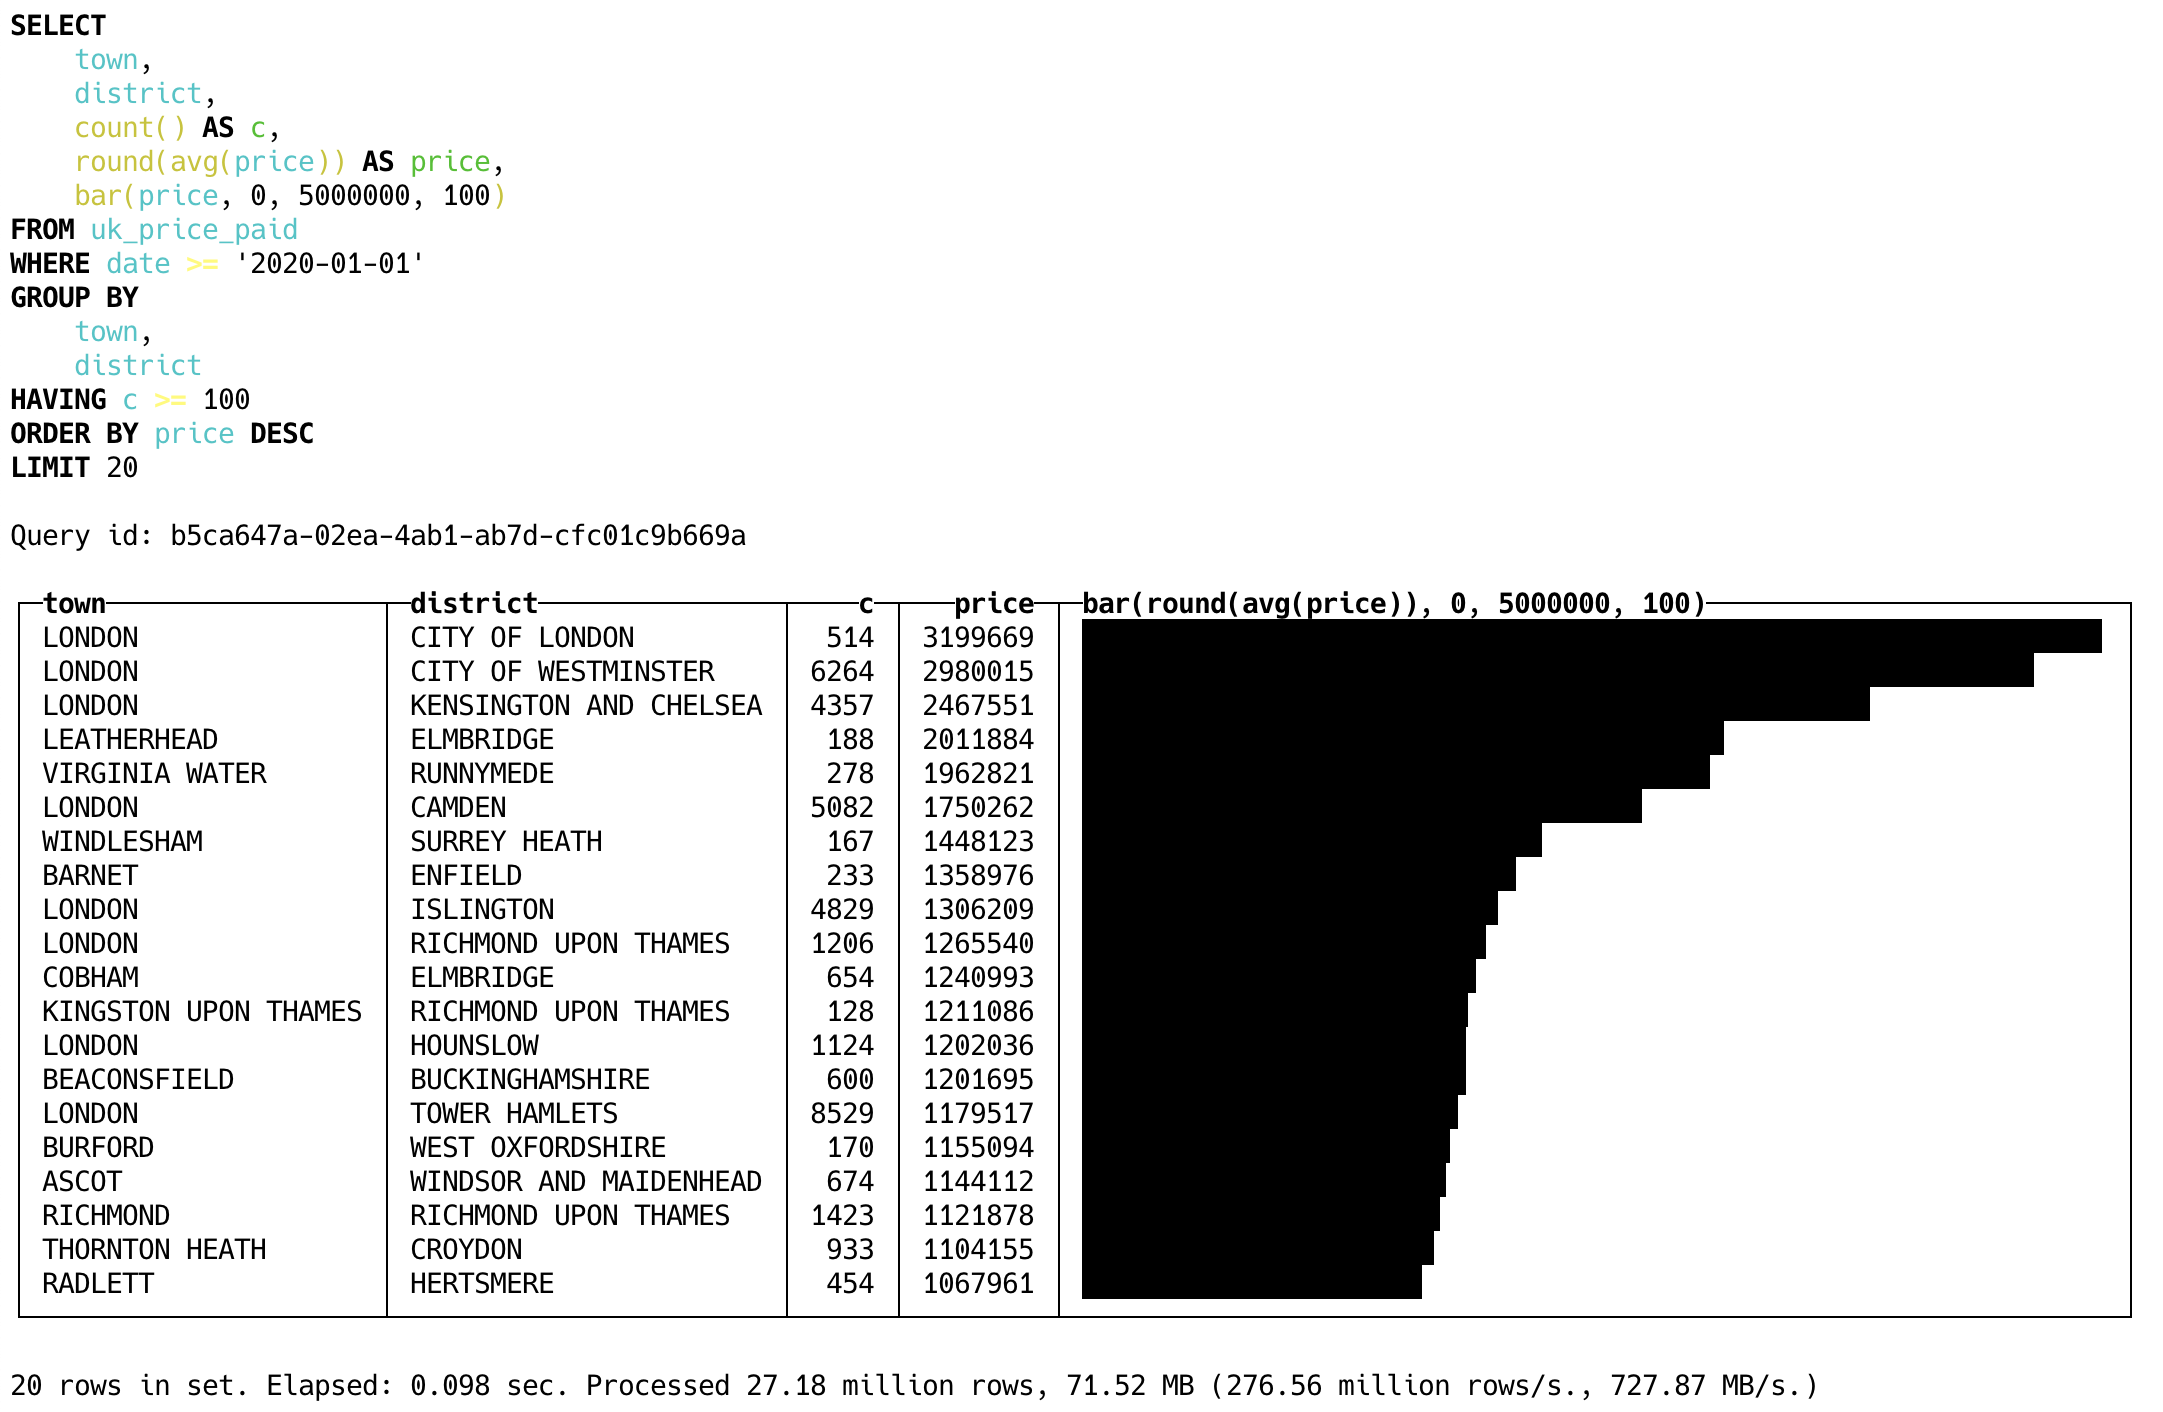 SELECT
    town,
    district,
    count() AS c,
    round(avg(price)) AS price,
    bar(price, 0, 5000000, 100)
FROM uk_price_paid
WHERE date >= '2020-01-01'
GROUP BY
    town,
    district
HAVING c >= 100
ORDER BY price DESC
LIMIT 20
Query id: b5ca647a-02ea-4ab1-ab7d-cfc01c9b669a
town district c price bar(round(avg(price)), 0, 5000000, 100)
LONDON CITY OF LONDON 514 3199669
LONDON CITY OF WESTMINSTER 6264 2980015
LONDON KENSINGTON AND CHELSEA 4357 2467551
LEATHERHEAD ELMBRIDGE 188 2011884
VIRGINIA WATER RUNNYMEDE 278 1962821
LONDON CAMDEN 5082 1750262
WINDLESHAM SURREY HEATH 167 1448123
BARNET ENFIELD 233 1358976
LONDON ISLINGTON 4829 1306209
LONDON RICHMOND UPON THAMES 1206 1265540
COBHAM ELMBRIDGE 654 1240993
KINGSTON UPON THAMES RICHMOND UPON THAMES 128 1211086
LONDON HOUNSLOW 1124 1202036
BEACONSFIELD BUCKINGHAMSHIRE 600 1201695
LONDON TOWER HAMLETS 8529 1179517
BURFORD WEST OXFORDSHIRE 170 1155094
ASCOT WINDSOR AND MAIDENHEAD 674 1144112
RICHMOND RICHMOND UPON THAMES 1423 1121878
THORNTON HEATH CROYDON 933 1104155
RADLETT HERTSMERE 454 1067961
20 rows in set. Elapsed: 0.098 sec. Processed 27.18 million rows, 71.52 MB (276.56 million rows/s., 727.87 MB/s.)